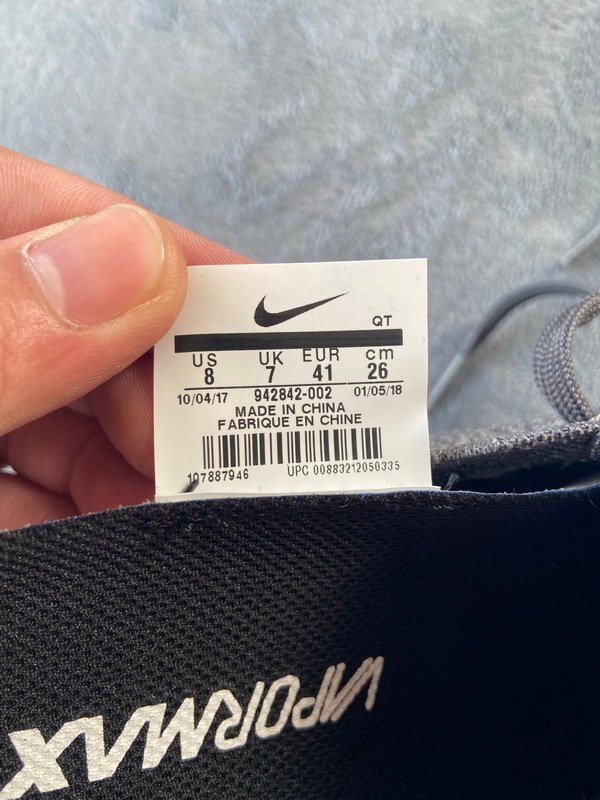 QT
US UK EUR cm
8 7 41 26
10/04/17 942842-002 01/05/18
MADE IN CHINA
FABRIQUE EN CHINE
107887946 UPC 00883212050335
VAPORMAX